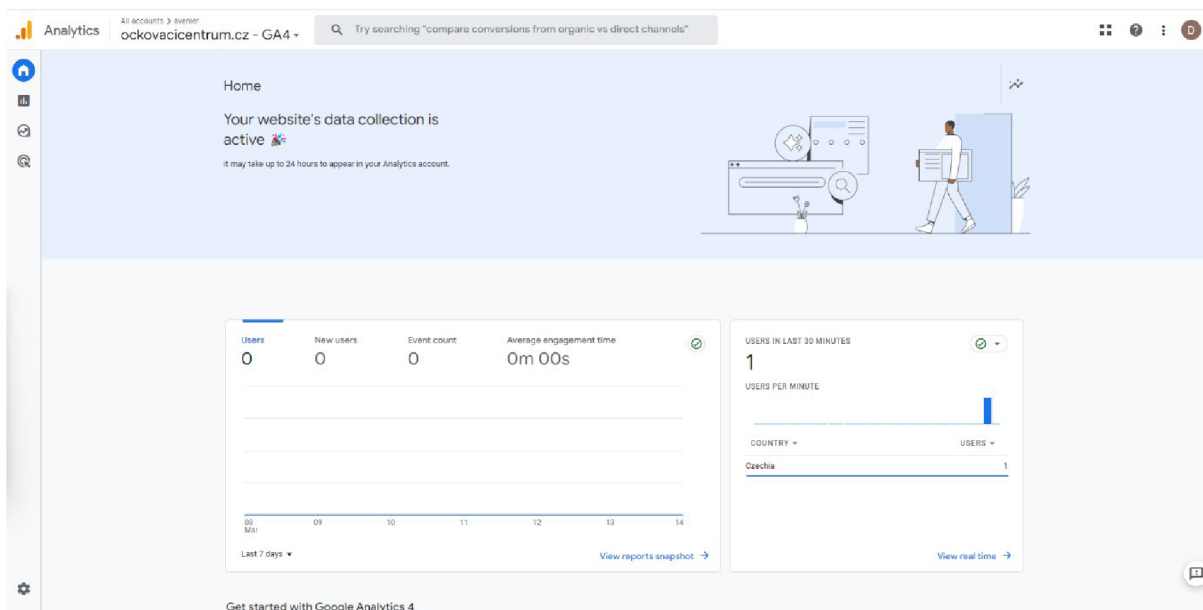 Analytics
All accounts > avenier
ockovacicentrum.cz - GA4
Try searching "compare conversions from organic vs direct channels"
D
Home
Your website's data collection is
active
It may take up to 24 hours to appear in your Analytics account.
Users New users Event count Average engagement time
0 0 0 0m 00s
08 09 10 11 12 13 14
Mar
Last 7 days
View reports snapshot
USERS IN LAST 30 MINUTES
1
USERS PER MINUTE
COUNTRY USERS
Czechia 1
View real time
Get started with Google Analytics 4